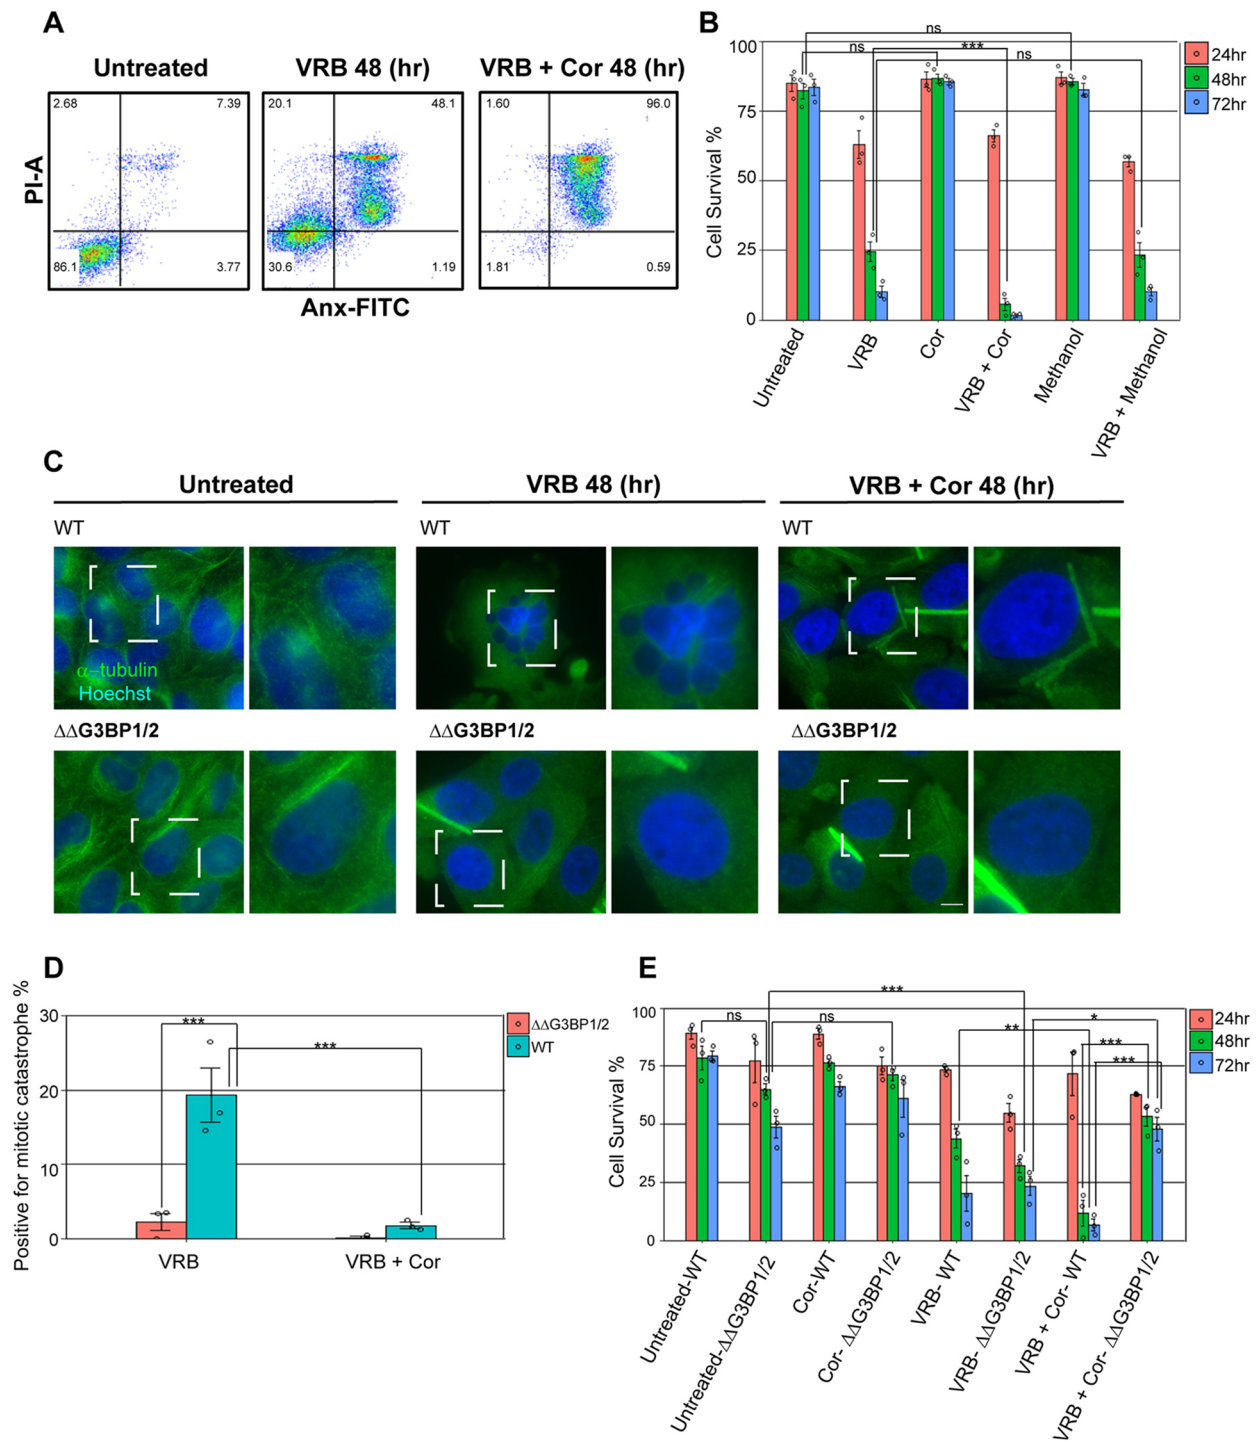 A
Untreated
VRB 48 (hr)
VRB + Cor 48 (hr)
2.68
7.39
20.1
48.1
1.60
96.0
PI-A
86.1
3.77
30.6
1.19
1.81
0.59
Anx-FITC
B
ns
ns
***
ns
24hr
48hr
72hr
100
75
50
25
0
Cell Survival %
Untreated
VRB
Cor
VRB + Cor
Methanol
VRB + Methanol
C
Untreated
VRB 48 (hr)
VRB + Cor 48 (hr)
WT
WT
WT
α–tubulin
Hoechst
ΔΔG3BP1/2
ΔΔG3BP1/2
ΔΔG3BP1/2
D
Positive for mitotic catastrophe %
30
20
10
0
***
***
ΔΔG3BP1/2
WT
VRB
VRB + Cor
E
Cell Survival %
100
75
50
25
0
***
ns
ns
**
*
***
***
24hr
48hr
72hr
Untreated-WT
Untreated-ΔΔG3BP1/2
Cor-WT
Cor- ΔΔG3BP1/2
VRB- WT
VRB- ΔΔG3BP1/2
VRB + Cor- WT
VRB + Cor- ΔΔG3BP1/2